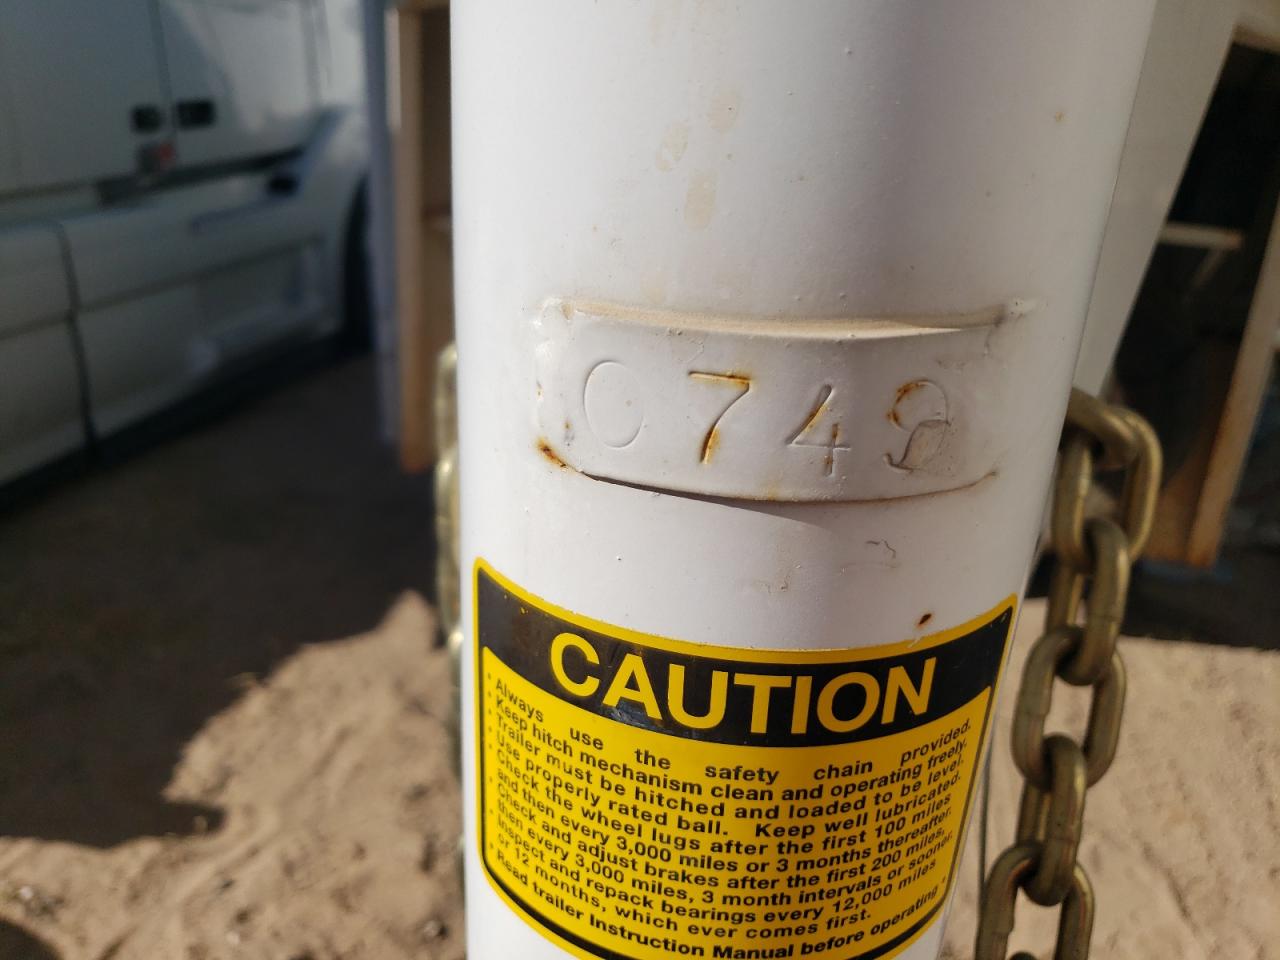 0749
CAUTION
· Always use the safety chain provided.
· Keep hitch mechanism clean and operating freely.
· Trailer must be hitched and loaded to be level.
· Use properly rated ball. Keep well lubricated.
· Check the wheel lugs after the first 100 miles
and then every 3,000 miles or 3 months thereafter.
· Check and adjust brakes after the first 200 miles,
then every 3,000 miles, 3 month intervals or sooner.
· Inspect and repack bearings every 12,000 miles
or 12 months, which ever comes first.
· Read trailer Instruction Manual before operating ·